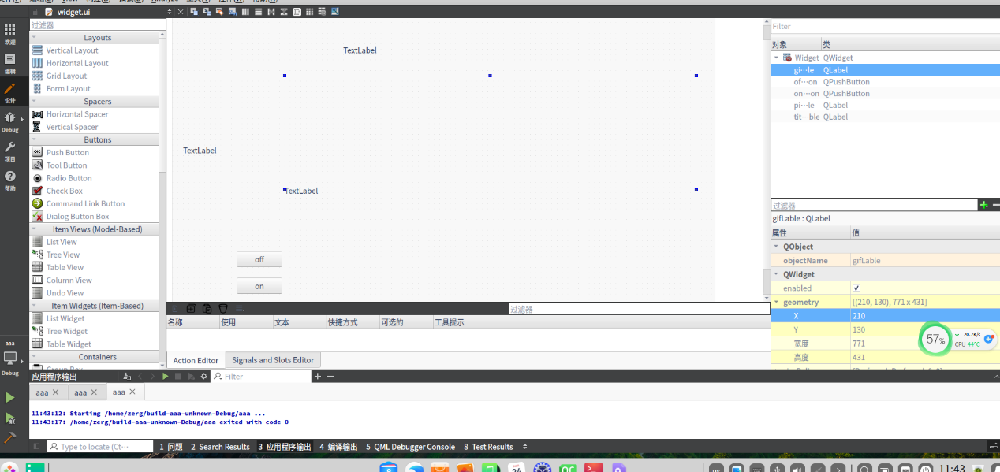 widget.ui
过滤器
Layouts
Vertical Layout
Horizontal Layout
Grid Layout
Form Layout
Spacers
Horizontal Spacer
Vertical Spacer
Buttons
Push Button
Tool Button
Radio Button
Check Box
Command Link Button
Dialog Button Box
Item Views (Model-Based)
List View
Tree View
Table View
Column View
Undo View
Item Widgets (Item-Based)
List Widget
Tree Widget
Table Widget
Containers
欢迎
编辑
设计
Debug
项目
帮助
aaa
Debug
TextLabel
TextLabel
TextLabel
off
on
过滤器
名称 使用 文本 快捷方式 可选的 工具提示
Action Editor Signals and Slots Editor
Filter
对象 类
Widget QWidget
gi···le QLabel
of···on QPushButton
on···on QPushButton
pi···le QLabel
tit···ble QLabel
过滤器
gifLable : QLabel
属性 值
QObject
objectName gifLable
QWidget
enabled
geometry [(210, 130), 771 x 431]
X 210
Y 130
宽度 771
高度 431
57%
20.7K/s
CPU 44°C
应用程序输出 Filter
aaa aaa aaa
11:43:12: Starting /home/zerg/build-aaa-unknown-Debug/aaa ...
11:43:17: /home/zerg/build-aaa-unknown-Debug/aaa exited with code 0
Type to locate (Ct··· 1 问题 2 Search Results 3 应用程序输出 4 编译输出 5 QML Debugger Console 8 Test Results
11:43